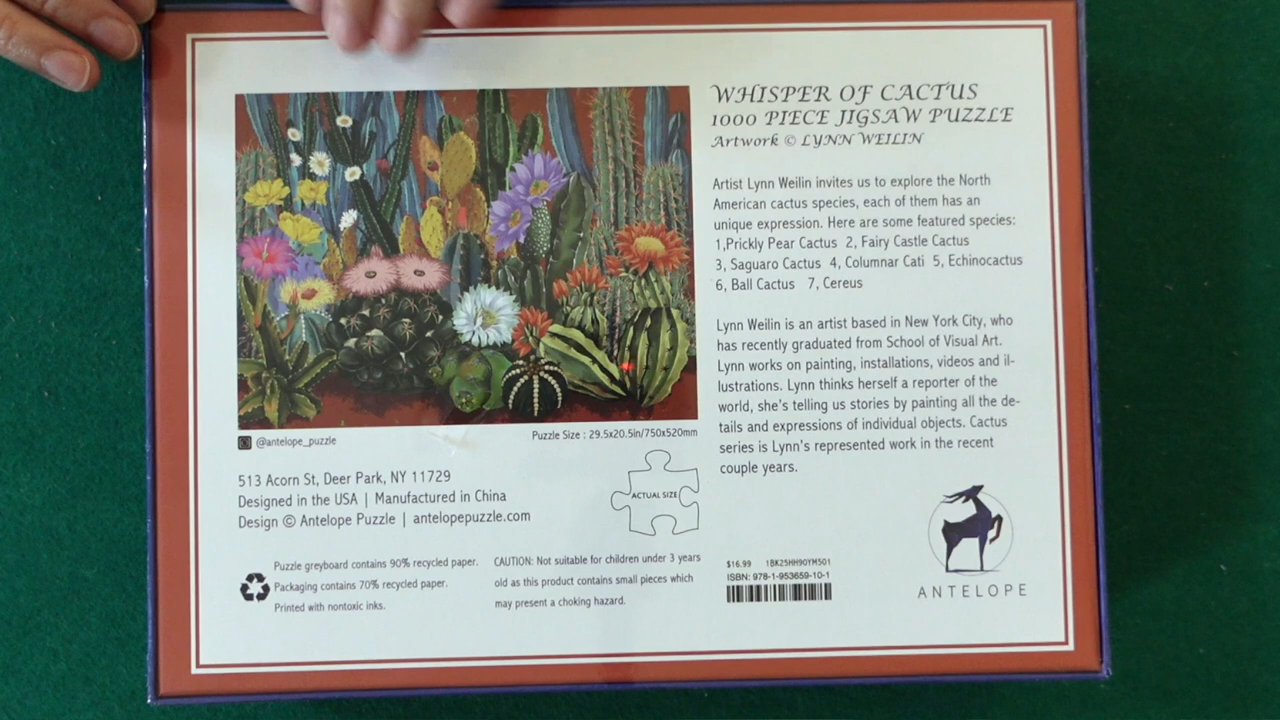 WHISPER OF CACTUS
1000 PIECE JIGSAW PUZZLE
Artwork © LYNN WEILIN
Artist Lynn Weilin invites us to explore the North
American cactus species, each of them has an
unique expression. Here are some featured species:
1,Prickly Pear Cactus 2, Fairy Castle Cactus
3, Saguaro Cactus 4, Columnar Cati 5, Echinocactus
6, Ball Cactus 7, Cereus
Lynn Weilin is an artist based in New York City, who
has recently graduated from School of Visual Art.
Lynn works on painting, installations, videos and il-
lustrations. Lynn thinks herself a reporter of the
world, she's telling us stories by painting all the de-
tails and expressions of individual objects. Cactus
series is Lynn's represented work in the recent
couple years.
@antelope_puzzle
Puzzle Size : 29.5x20.5in/750x520mm
513 Acorn St, Deer Park, NY 11729
Designed in the USA | Manufactured in China
Design © Antelope Puzzle | antelopepuzzle.com
ACTUAL SIZE
Puzzle greyboard contains 90% recycled paper.
Packaging contains 70% recycled paper.
Printed with nontoxic inks.
CAUTION: Not suitable for children under 3 years
old as this product contains small pieces which
may present a choking hazard.
$16.99 1BK25HH90YM501
ISBN: 978-1-953659-10-1
ANTELOPE